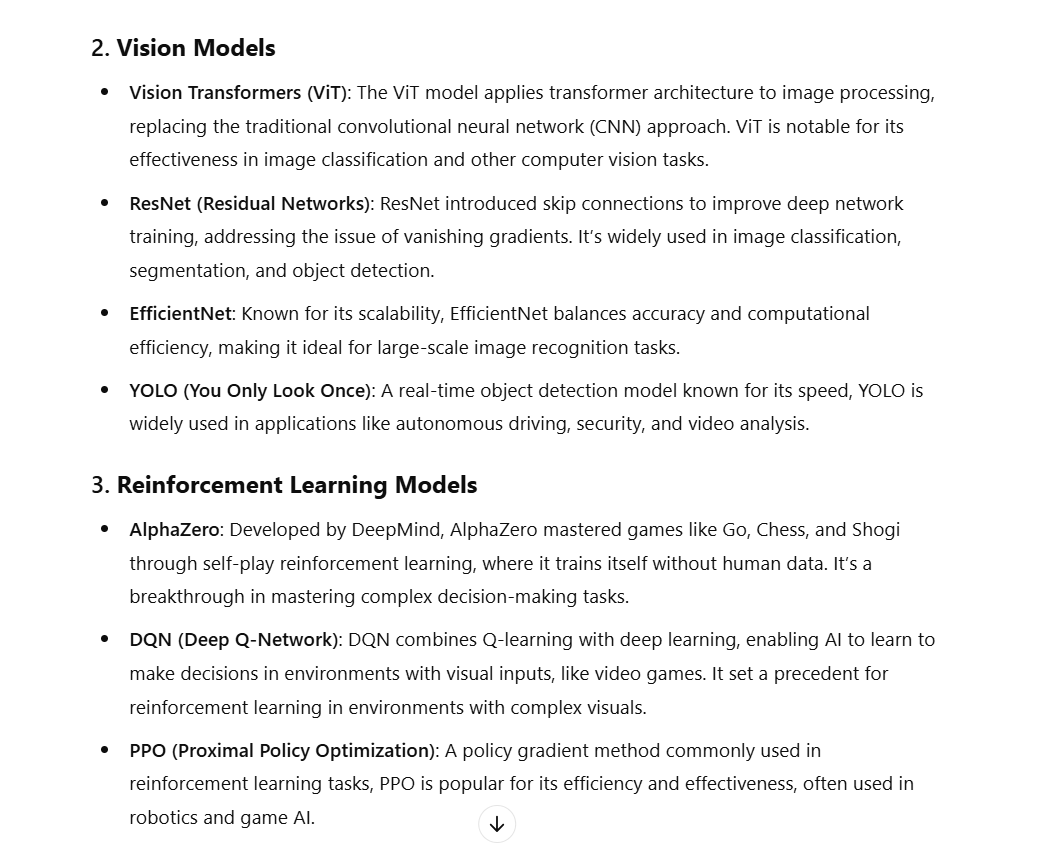 2. Vision Models
• Vision Transformers (ViT): The ViT model applies transformer architecture to image processing,
replacing the traditional convolutional neural network (CNN) approach. ViT is notable for its
effectiveness in image classification and other computer vision tasks.
• ResNet (Residual Networks): ResNet introduced skip connections to improve deep network
training, addressing the issue of vanishing gradients. It’s widely used in image classification,
segmentation, and object detection.
• EfficientNet: Known for its scalability, EfficientNet balances accuracy and computational
efficiency, making it ideal for large-scale image recognition tasks.
• YOLO (You Only Look Once): A real-time object detection model known for its speed, YOLO is
widely used in applications like autonomous driving, security, and video analysis.
3. Reinforcement Learning Models
• AlphaZero: Developed by DeepMind, AlphaZero mastered games like Go, Chess, and Shogi
through self-play reinforcement learning, where it trains itself without human data. It’s a
breakthrough in mastering complex decision-making tasks.
• DQN (Deep Q-Network): DQN combines Q-learning with deep learning, enabling AI to learn to
make decisions in environments with visual inputs, like video games. It set a precedent for
reinforcement learning in environments with complex visuals.
• PPO (Proximal Policy Optimization): A policy gradient method commonly used in
reinforcement learning tasks, PPO is popular for its efficiency and effectiveness, often used in
robotics and game AI.